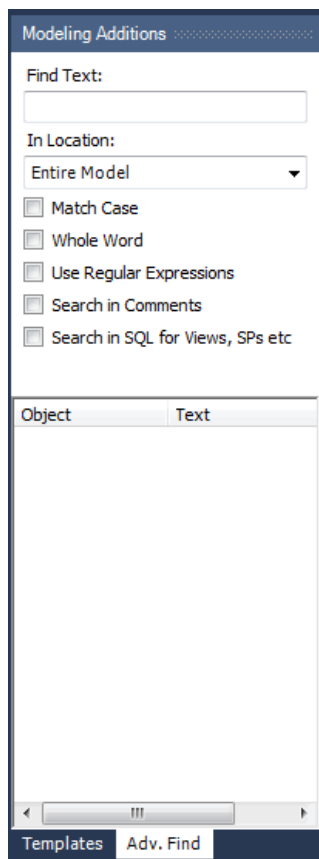 Modeling Additions
Find Text:
In Location:
Entire Model
Match Case
Whole Word
Use Regular Expressions
Search in Comments
Search in SQL for Views, SPs etc
Object Text
Templates Adv. Find